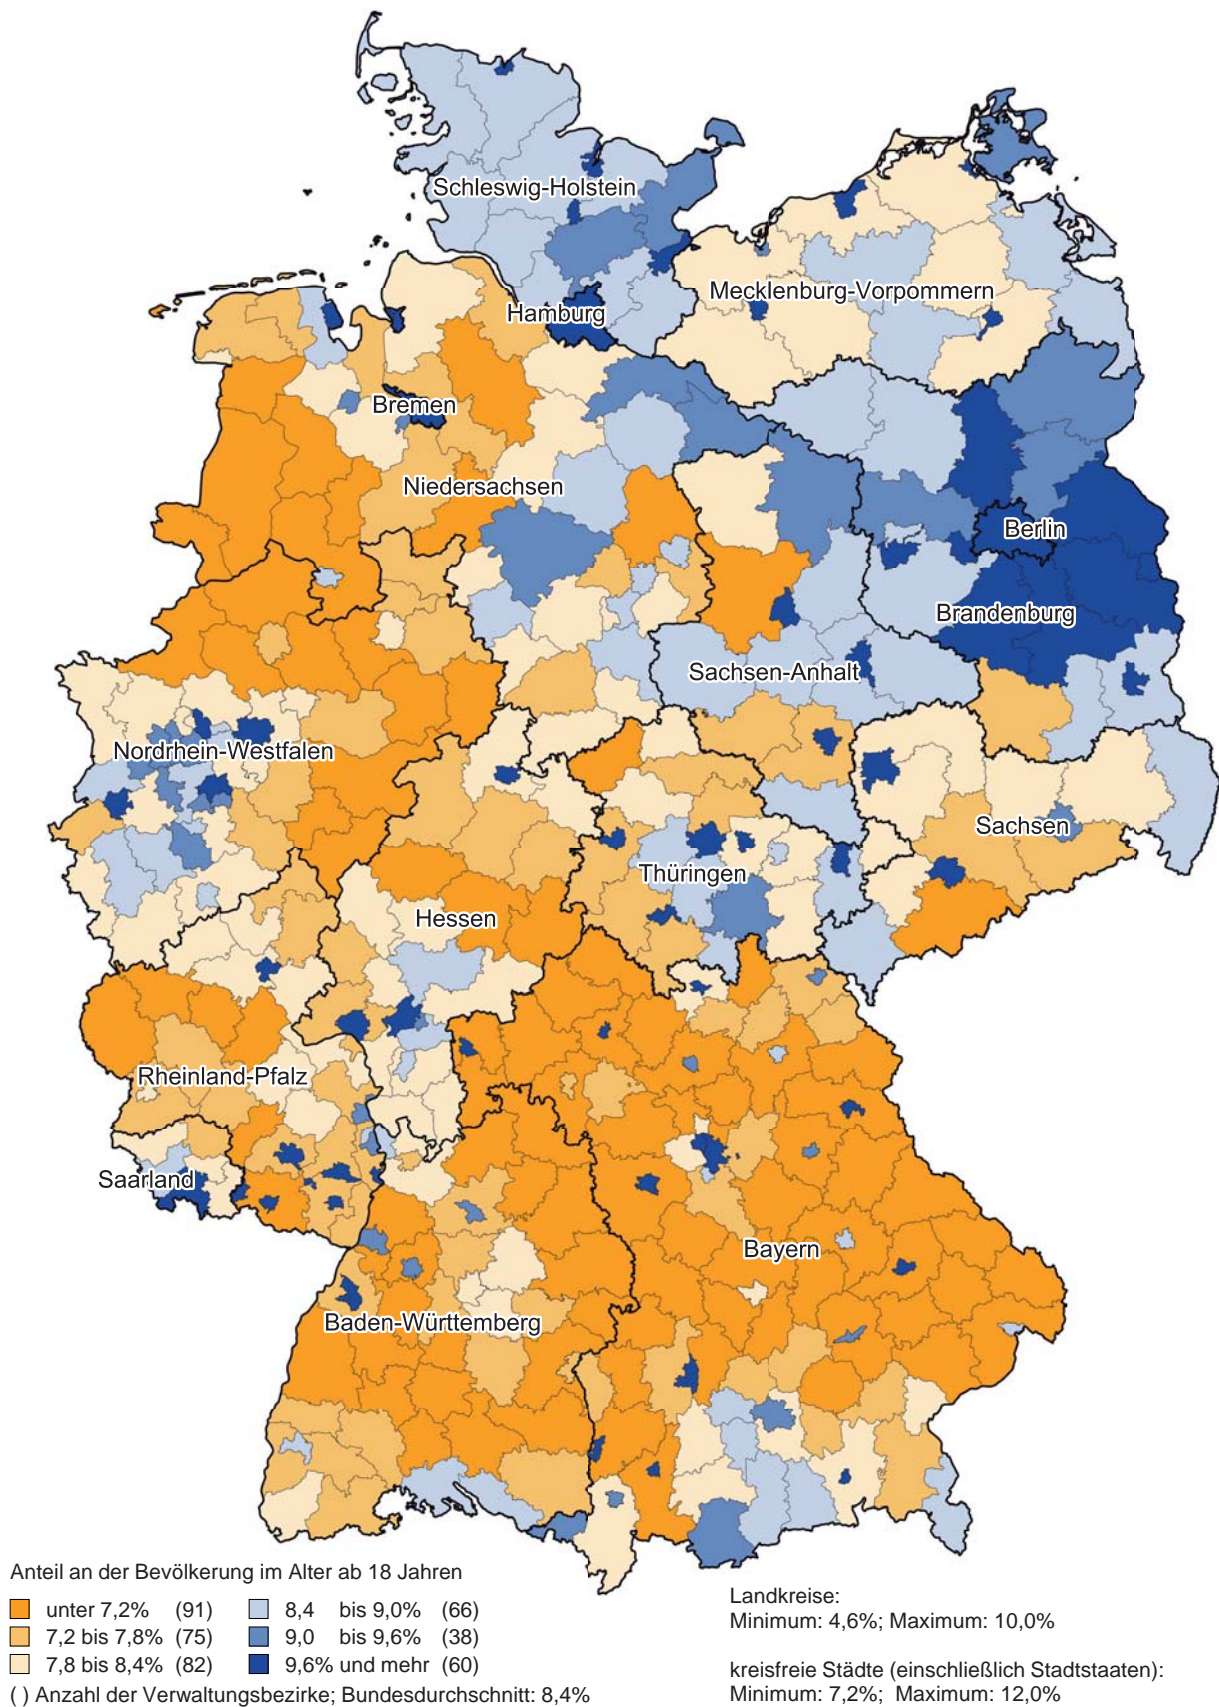 Schleswig-Holstein
Mecklenburg-Vorpommern
Hamburg
Bremen
Niedersachsen
Berlin
Brandenburg
Sachsen-Anhalt
Nordrhein-Westfalen
Sachsen
Thüringen
Hessen
Rheinland-Pfalz
Saarland
Bayern
Baden-Württemberg
Anteil an der Bevölkerung im Alter ab 18 Jahren
unter 7,2% (91)
7,2 bis 7,8% (75)
7,8 bis 8,4% (82)
8,4 bis 9,0% (66)
9,0 bis 9,6% (38)
9,6% und mehr (60)
( ) Anzahl der Verwaltungsbezirke; Bundesdurchschnitt: 8,4%
Landkreise:
Minimum: 4,6%; Maximum: 10,0%
kreisfreie Städte (einschließlich Stadtstaaten):
Minimum: 7,2%; Maximum: 12,0%